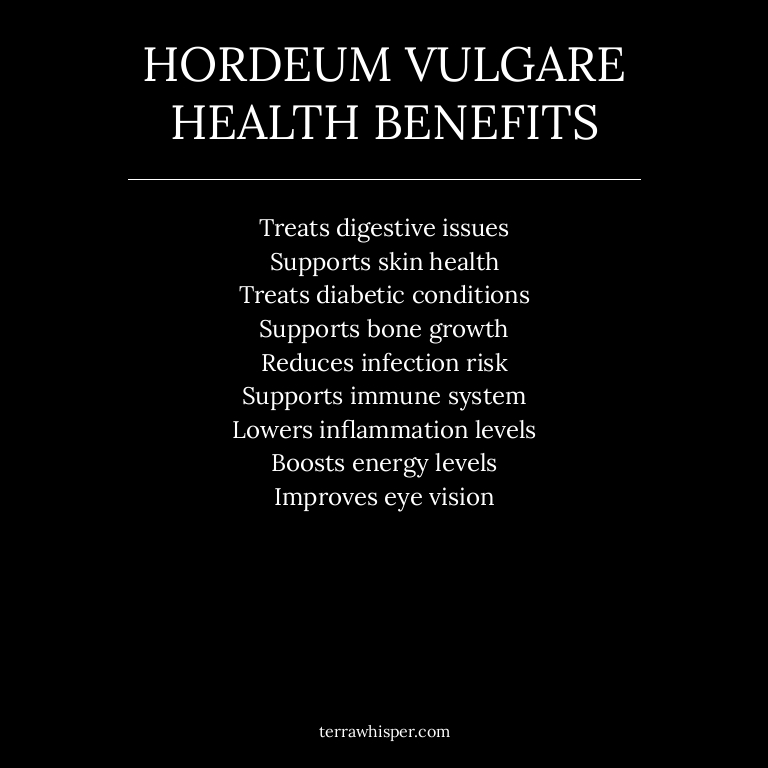 HORDEUM VULGARE
HEALTH BENEFITS
Treats digestive issues
Supports skin health
Treats diabetic conditions
Supports bone growth
Reduces infection risk
Supports immune system
Lowers inflammation levels
Boosts energy levels
Improves eye vision
terrawhisper.com